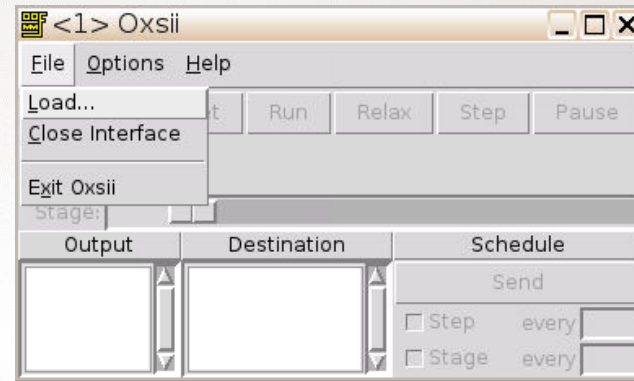 <1> Oxsii
File Options Help
Load...
Close Interface
Exit Oxsii
t Run Relax Step Pause
Stage:
Output Destination Schedule
Send
Step every
Stage every